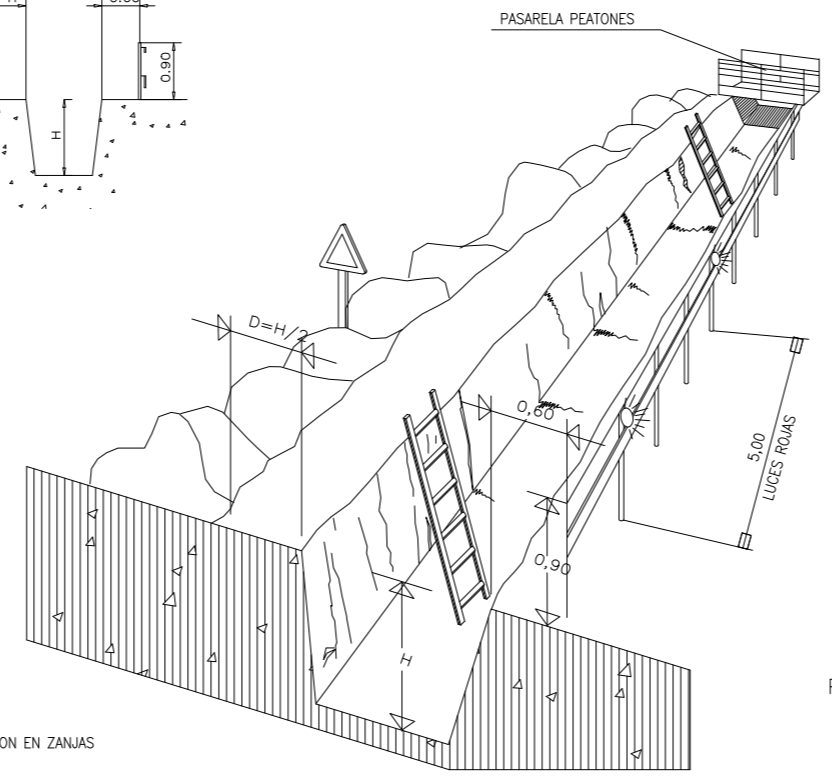 PASARELA PEATONES
0.90
H
D=H/2
0,60
5,00
LUCES ROJAS
0,90
H
ON EN ZANJAS